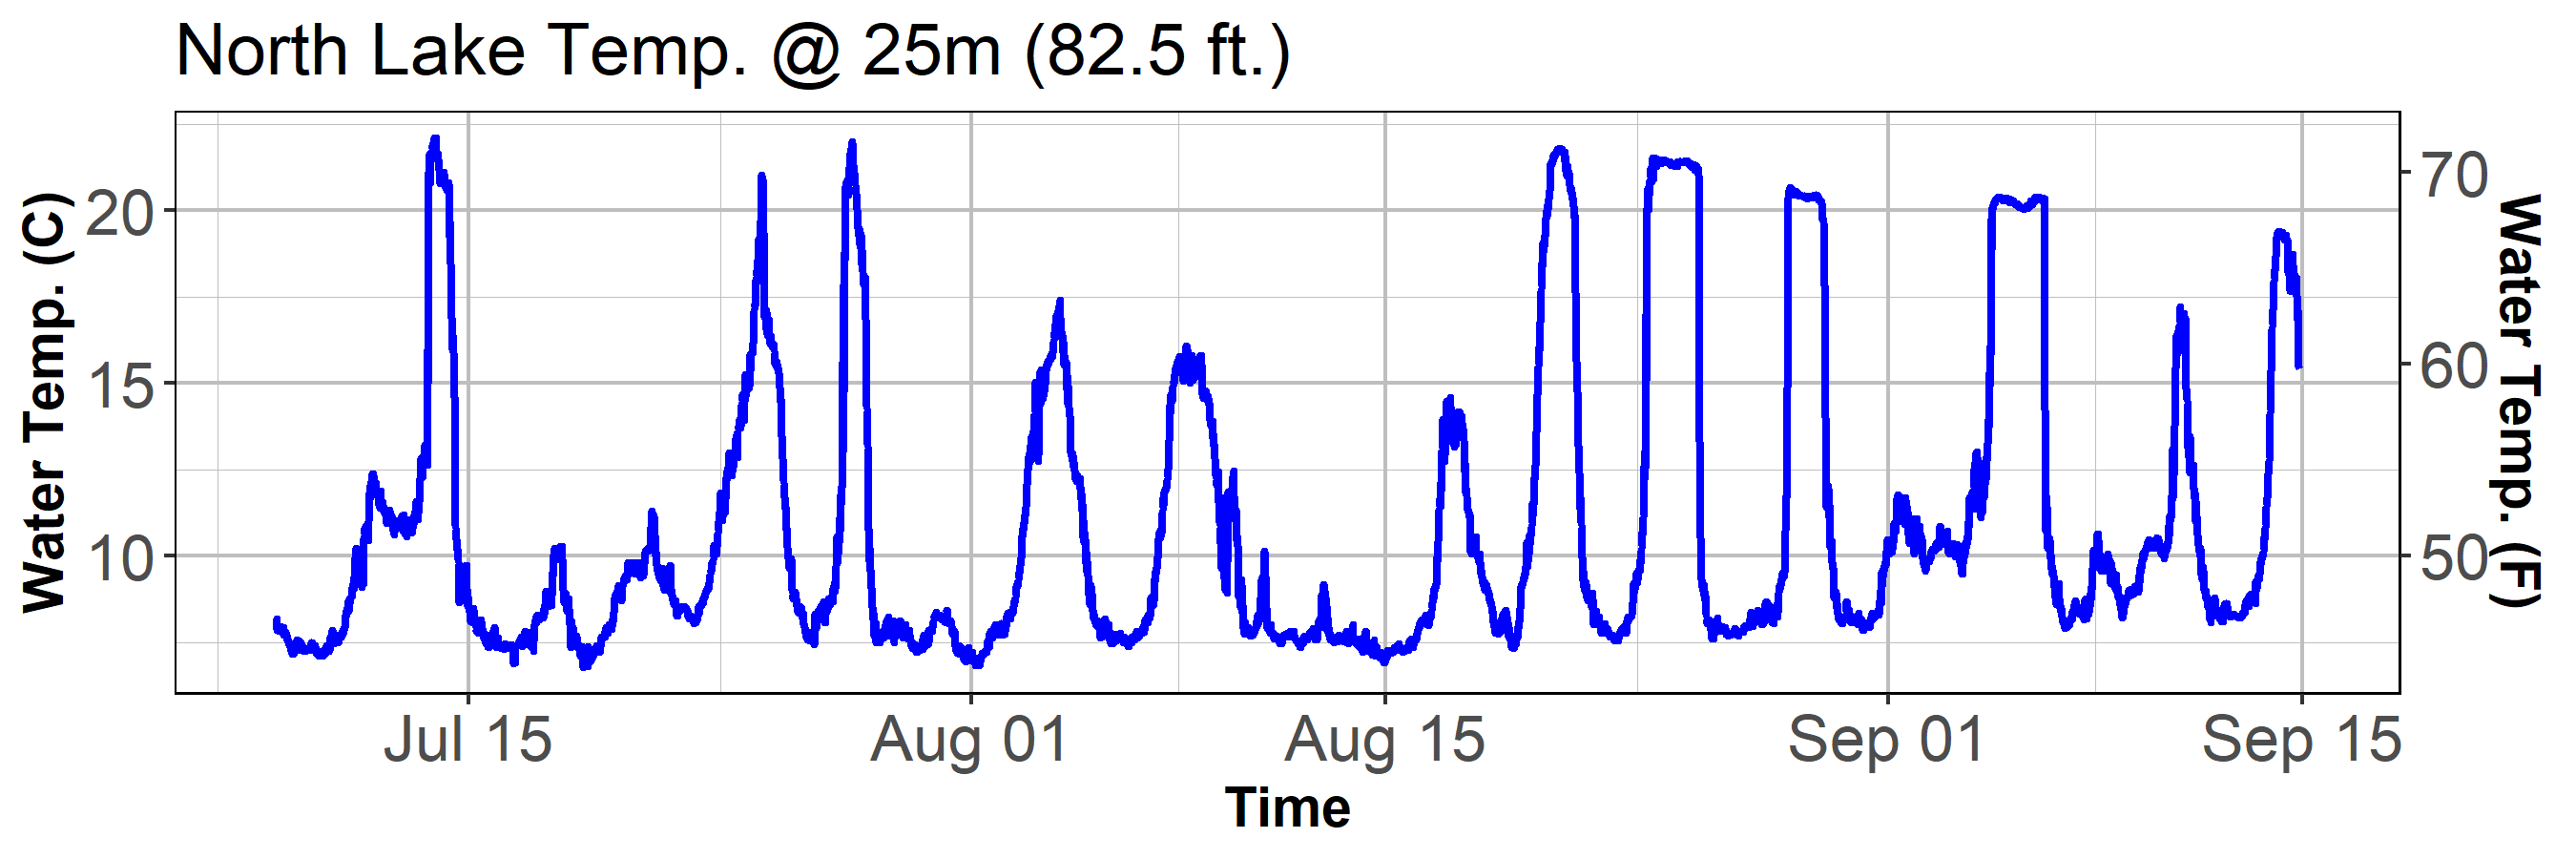 North Lake Temp. @ 25m (82.5 ft.)
Water Temp. (C)
20
15
10
70
60
50
Water Temp. (F)
Jul 15
Aug 01
Aug 15
Sep 01
Sep 15
Time